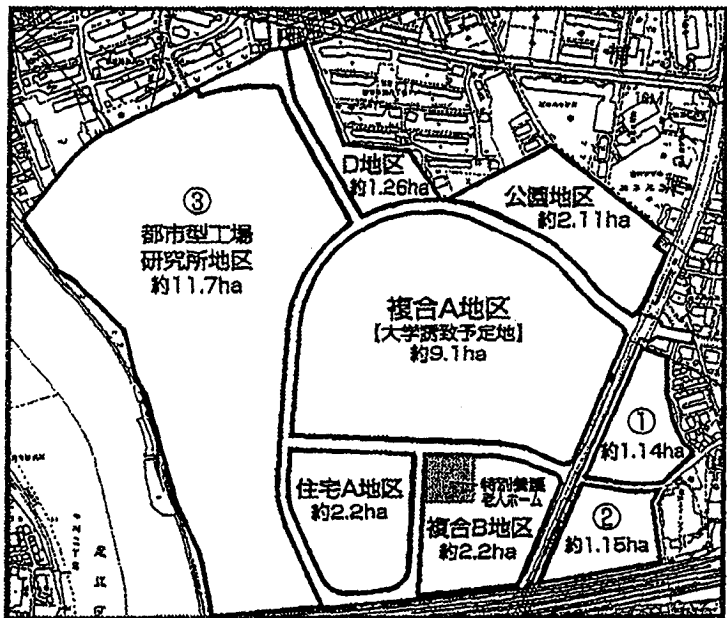 D地区
約1.26ha
公園地区
約2.11ha
③
都市型工場
研究所地区
約11.7ha
複合A地区
【大学誘致予定地】
約9.1ha
①
約1.14ha
住宅A地区
約2.2ha
特別養護
老人ホーム
複合B地区
約2.2ha
②
約1.15ha